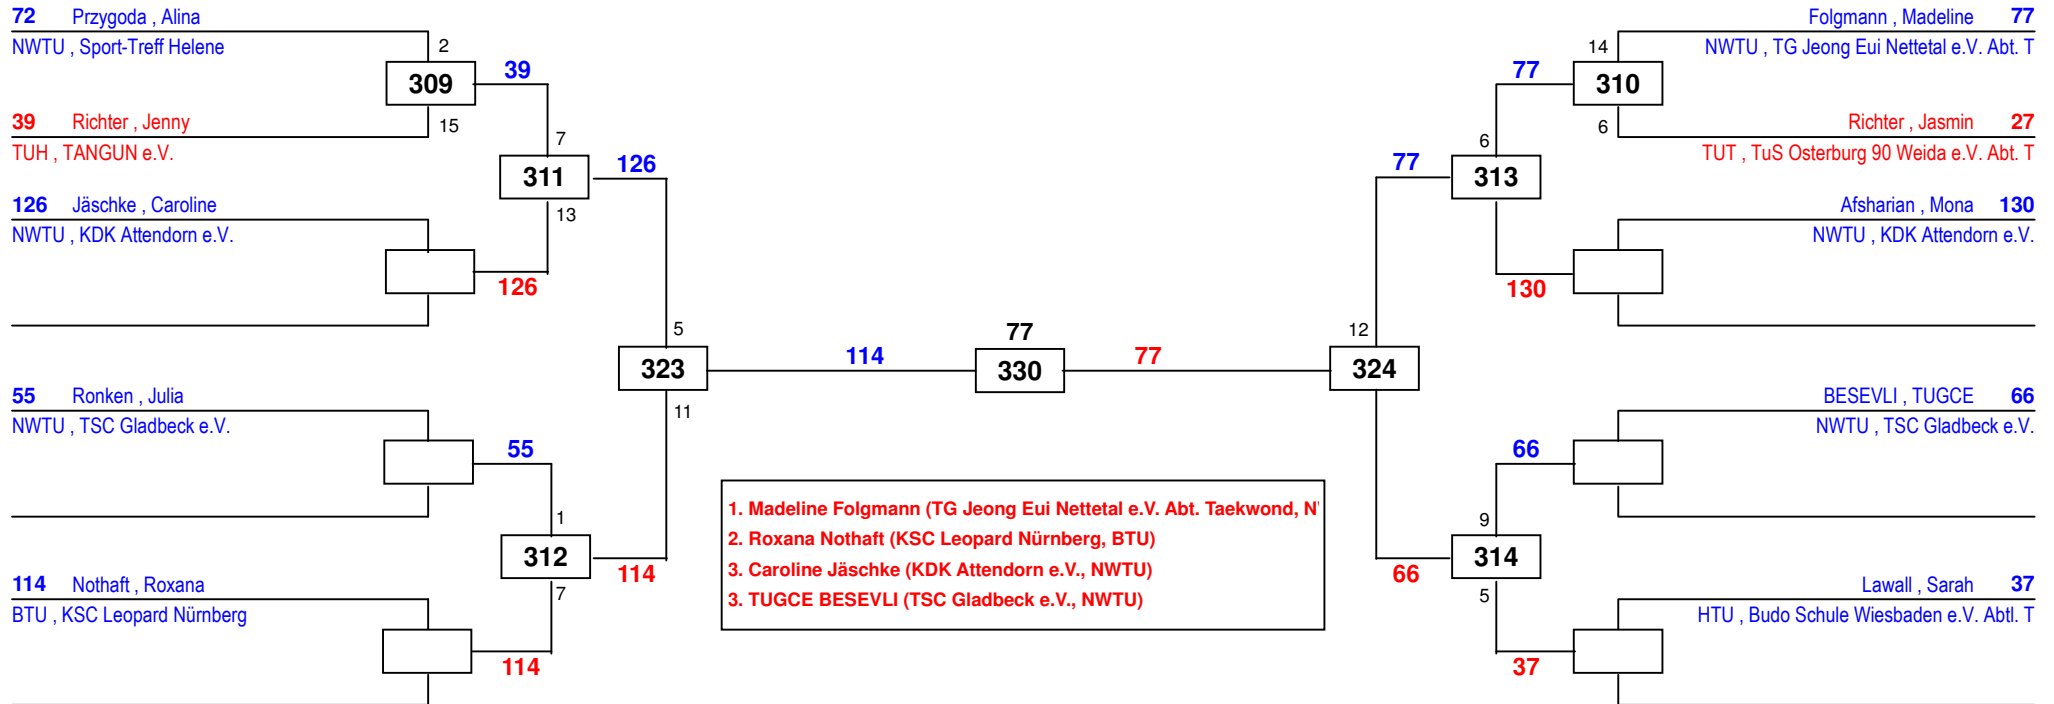 72 Przygoda , Alina
NWTU , Sport-Treff Helene
2
309
39
15
39 Richter , Jenny
TUH , TANGUN e.V.
7
311
126
13
126 Jäschke , Caroline
NWTU , KDK Attendorn e.V.
126
5
323
114
11
55 Ronken , Julia
NWTU , TSC Gladbeck e.V.
55
1
312
114
7
114 Nothaft , Roxana
BTU , KSC Leopard Nürnberg
114
77
330
77
1. Madeline Folgmann (TG Jeong Eui Nettetal e.V. Abt. Taekwond, N
2. Roxana Nothaft (KSC Leopard Nürnberg, BTU)
3. Caroline Jäschke (KDK Attendorn e.V., NWTU)
3. TUGCE BESEVLI (TSC Gladbeck e.V., NWTU)
Folgmann , Madeline 77
NWTU , TG Jeong Eui Nettetal e.V. Abt. T
14
77
310
6
Richter , Jasmin 27
TUT , TuS Osterburg 90 Weida e.V. Abt. T
6
77
313
Afsharian , Mona 130
NWTU , KDK Attendorn e.V.
130
12
324
BESEVLI , TUGCE 66
NWTU , TSC Gladbeck e.V.
66
9
314
66
5
Lawall , Sarah 37
HTU , Budo Schule Wiesbaden e.V. Abtl. T
37